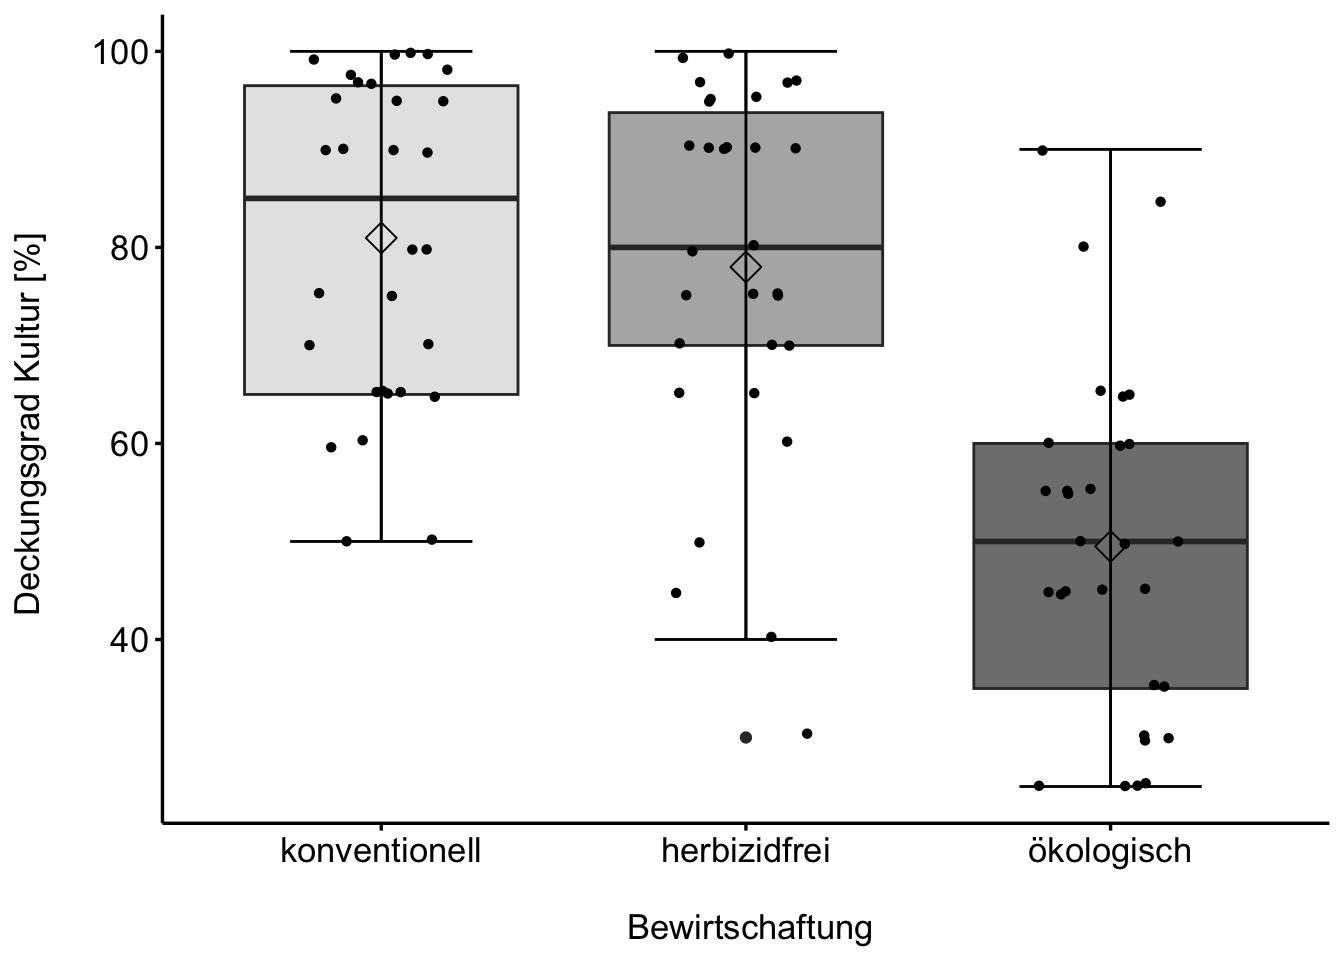 Deckungsgrad Kultur [%]
100
80
60
40
konventionell
herbizidfrei
ökologisch
Bewirtschaftung